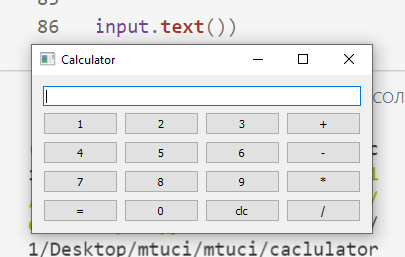 86 input.text())
Calculator
сол
1 2 3 +
4 5 6 -
7 8 9 *
= 0 clc /
1/Desktop/mtuci/mtuci/caclulator